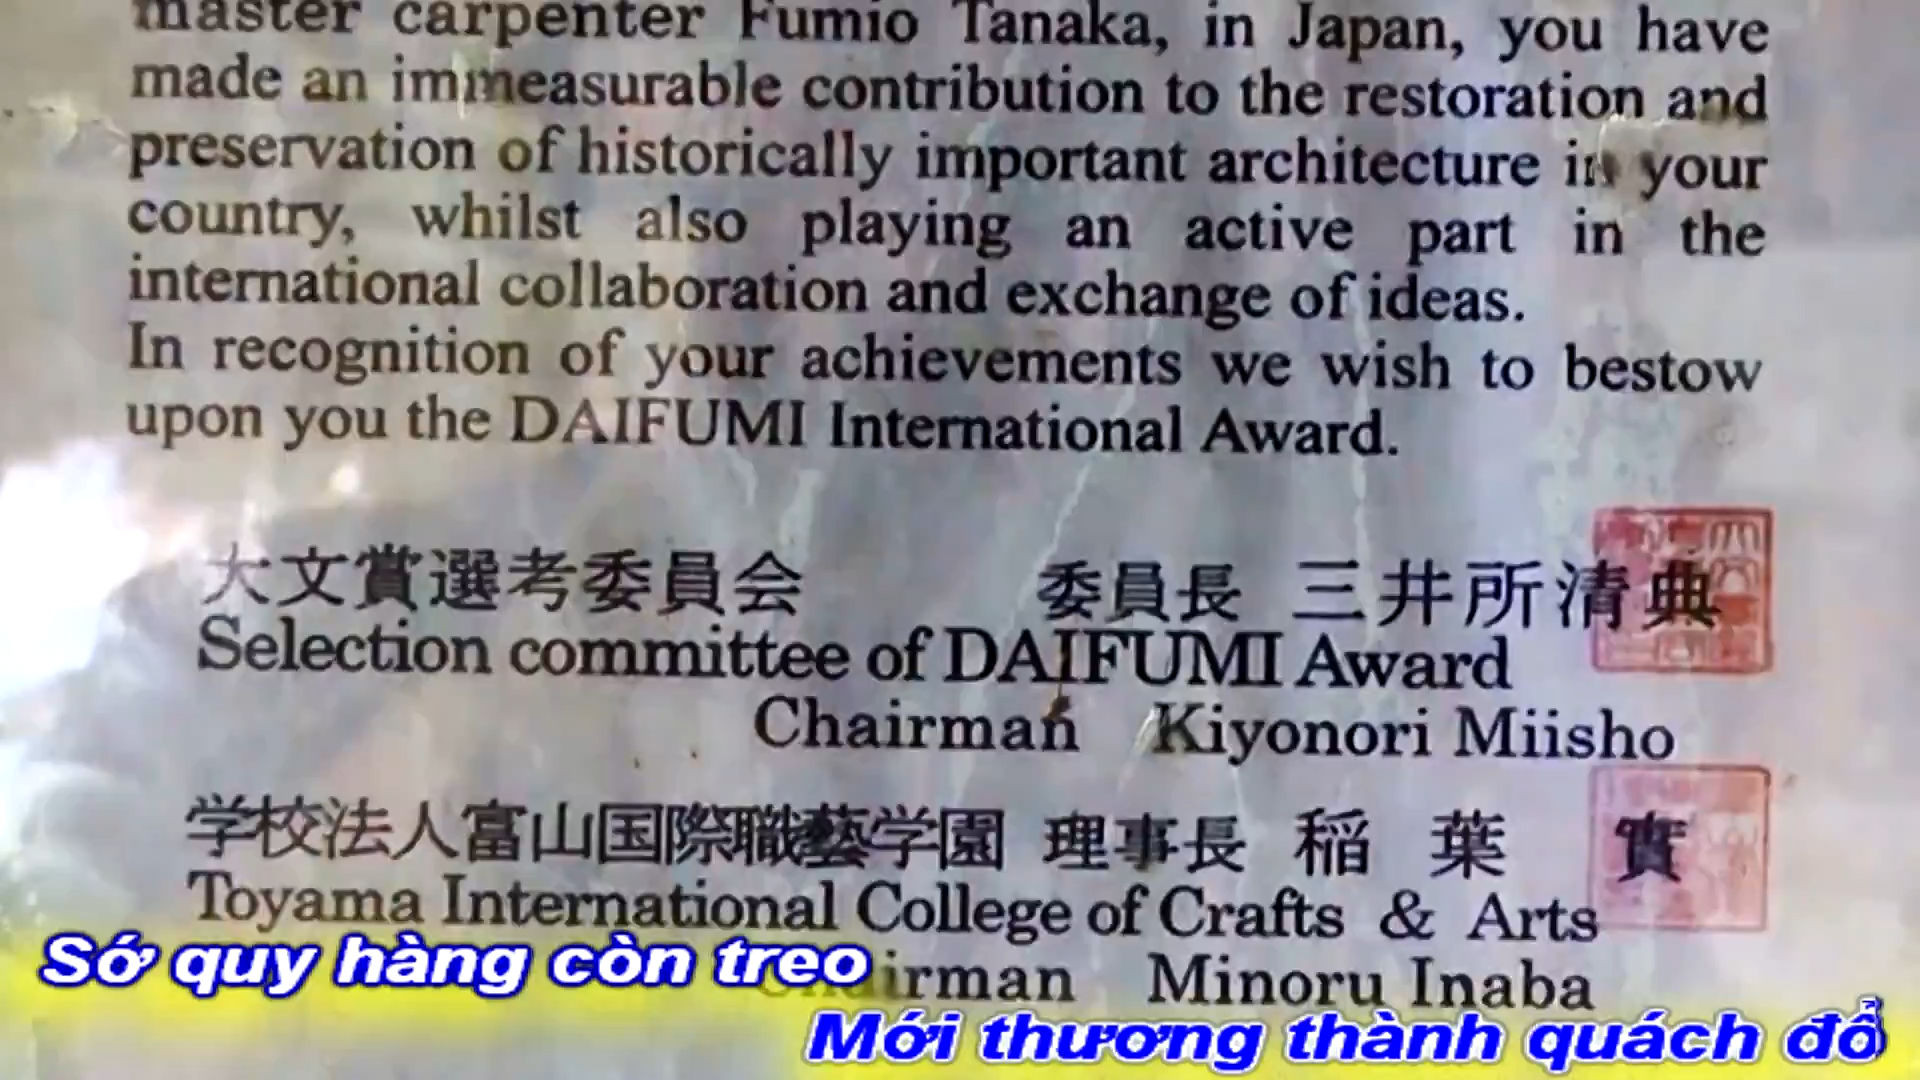 master carpenter Fumio Tanaka, in Japan, you have
made an immeasurable contribution to the restoration and
preservation of historically important architecture in your
country, whilst also playing an active part in the
international collaboration and exchange of ideas.
In recognition of your achievements we wish to bestow
upon you the DAIFUMI International Award.
大文賞選考委員会 委員長 三井所清典
Selection committee of DAIFUMI Award
Chairman Kiyonori Miisho
学校法人富山国際職藝学園 理事長 稲葉實
Toyama International College of Crafts & Arts
irman Minoru Inaba
Sớ quy hàng còn treo
Mới thương thành quách đổ